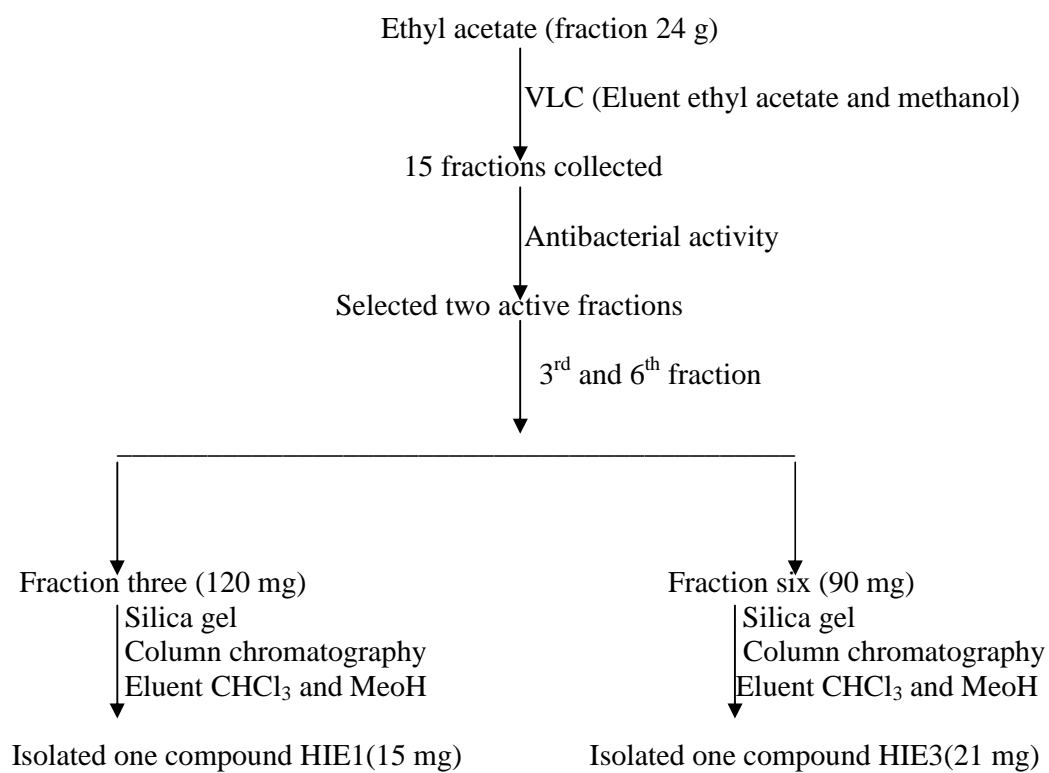 Ethyl acetate (fraction 24 g)
VLC (Eluent ethyl acetate and methanol)
15 fractions collected
Antibacterial activity
Selected two active fractions
3rd and 6th fraction
Fraction three (120 mg)
Silica gel
Column chromatography
Eluent CHCl3 and MeoH
Isolated one compound HIE1(15 mg)
Fraction six (90 mg)
Silica gel
Column chromatography
Eluent CHCl3 and MeoH
Isolated one compound HIE3(21 mg)